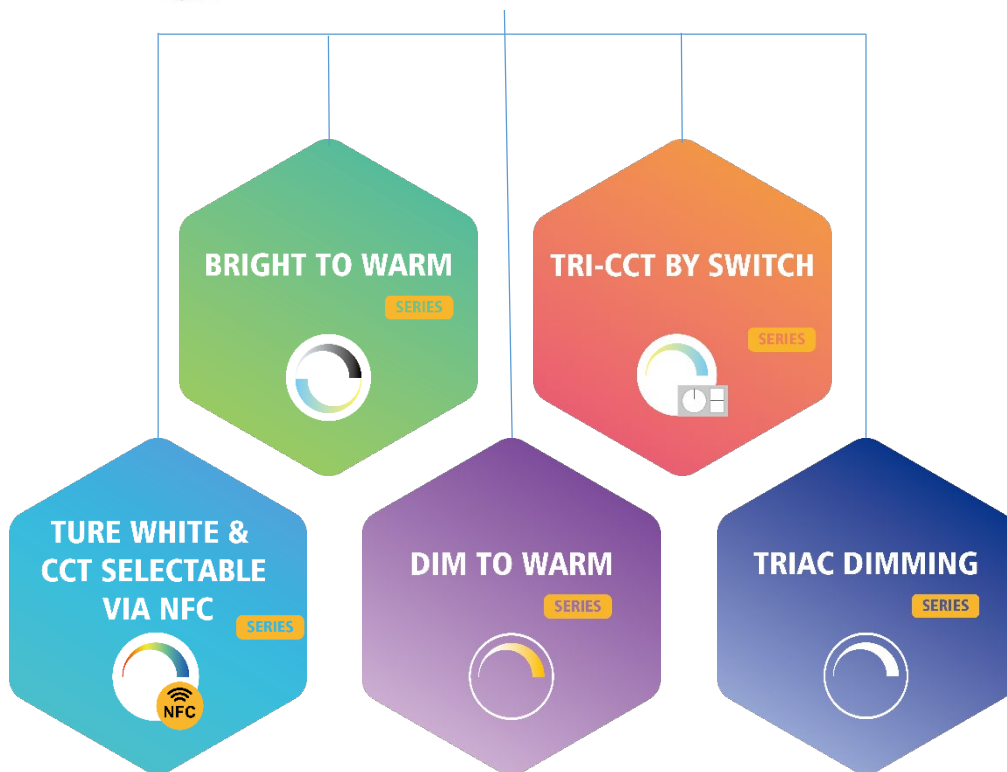 BRIGHT TO WARM
SERIES
TRI-CCT BY SWITCH
SERIES
TURE WHITE &
CCT SELECTABLE
VIA NFC
SERIES
NFC
DIM TO WARM
SERIES
TRIAC DIMMING
SERIES